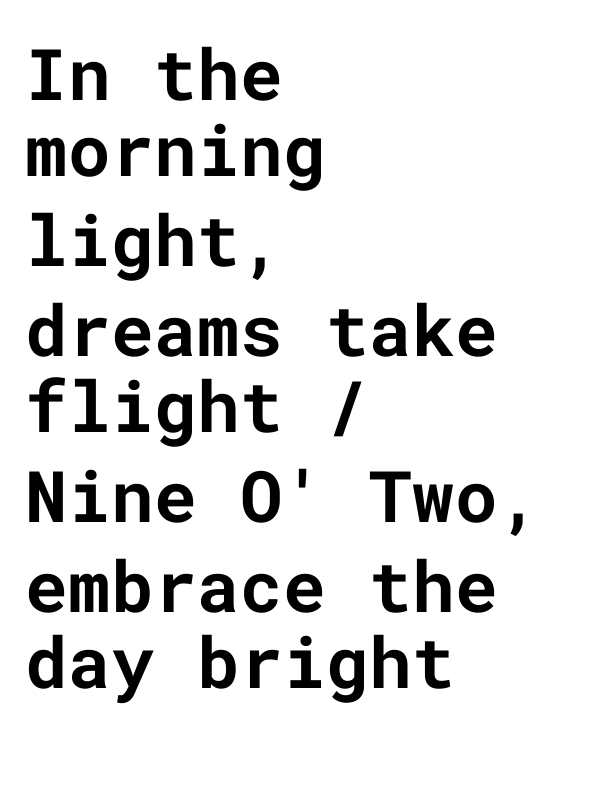 In the
morning
light,
dreams take
flight /
Nine O' Two,
embrace the
day bright